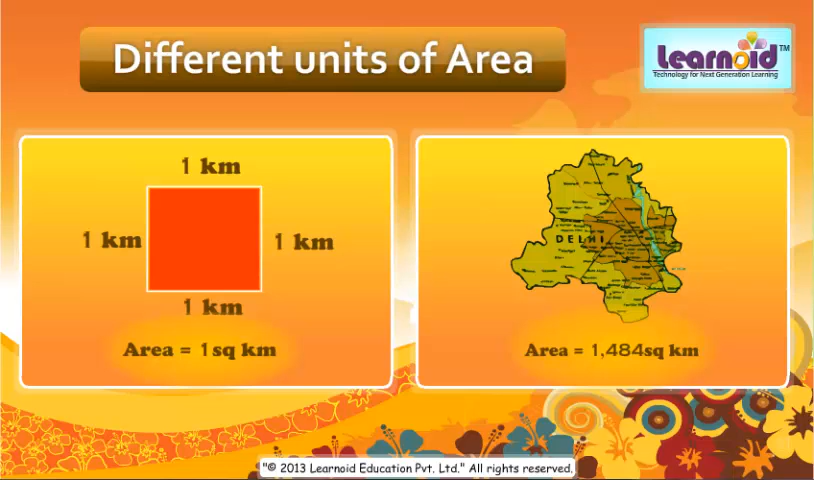 Different units of Area
Learnoid™
Technology for Next Generation Learning
1 km
1 km
1 km
1 km
Area = 1sq km
DELHI
Area = 1,484sq km
"© 2013 Learnoid Education Pvt. Ltd." All rights reserved.